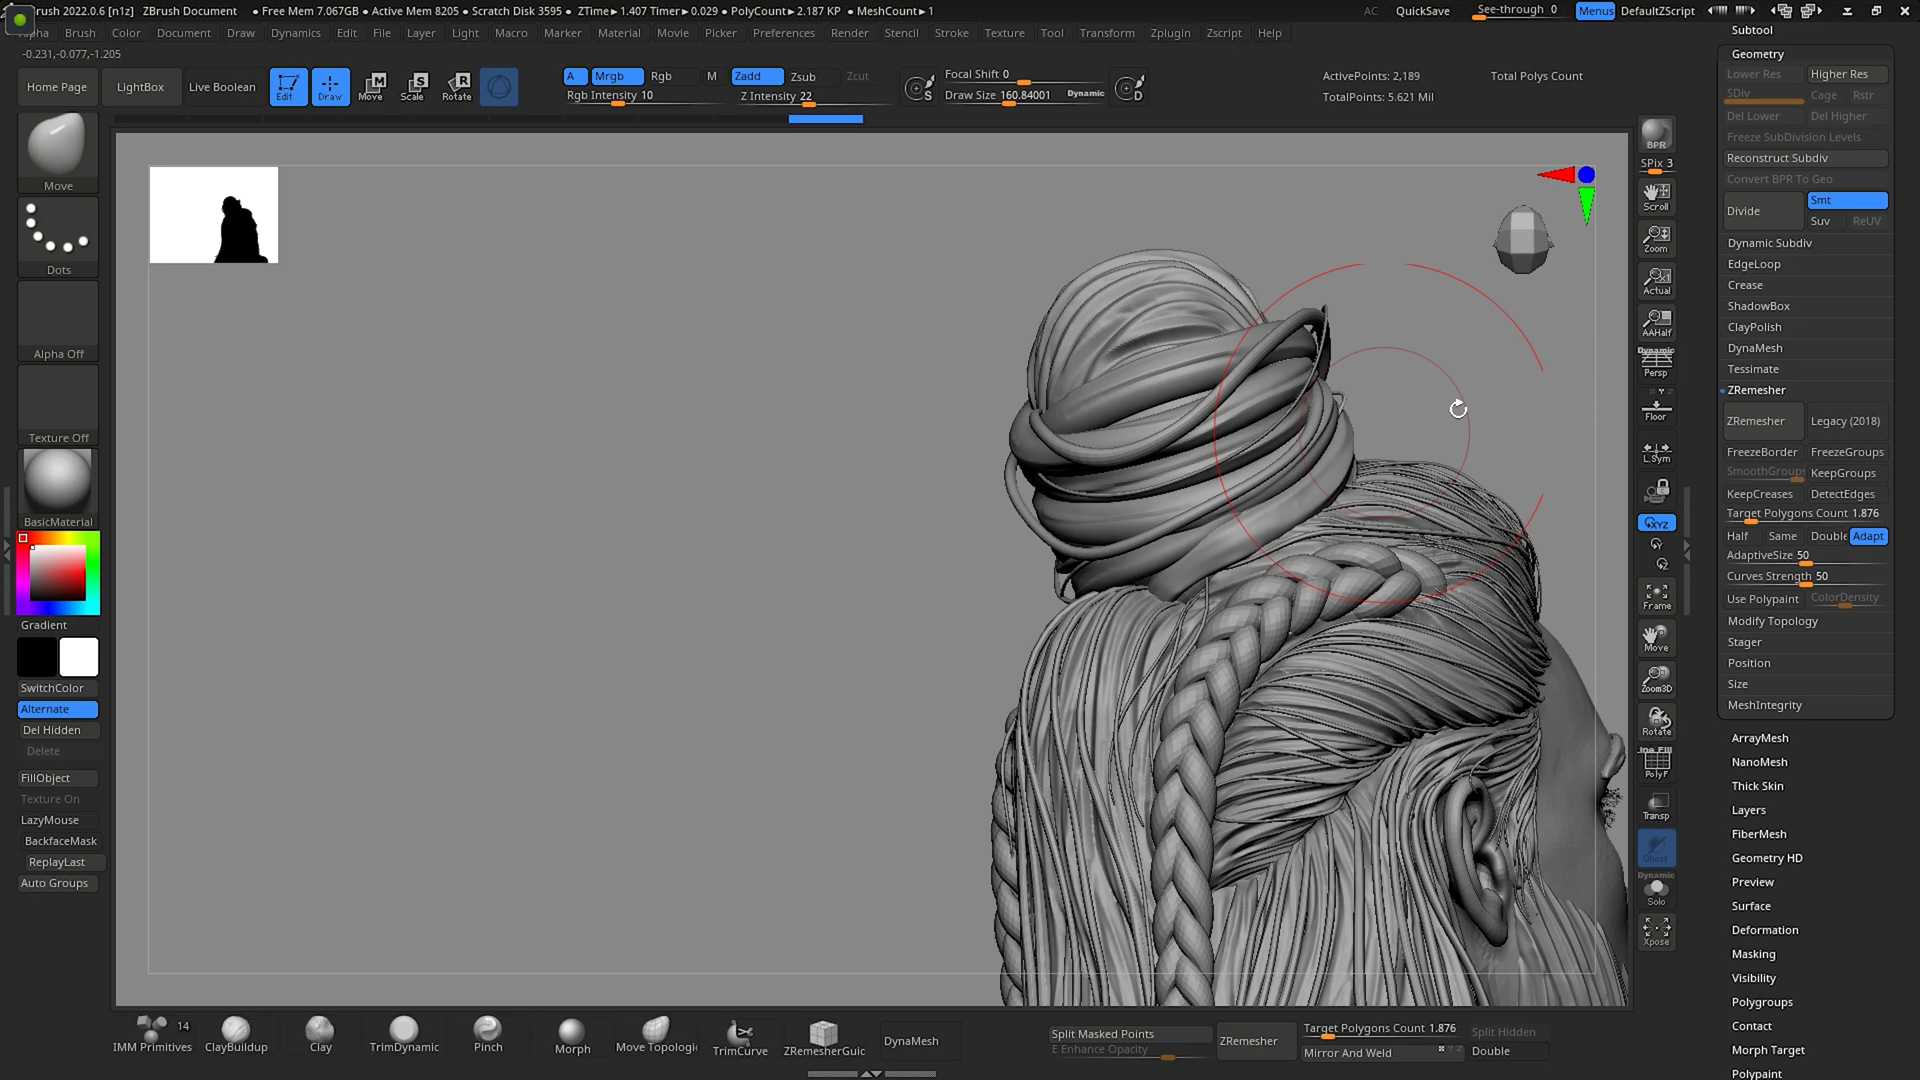 Brush 2022.0.6 [n1z] ZBrush Document ● Free Mem 7.067GB ● Active Mem 8205 ● Scratch Disk 3595 ● ZTime▶1.407 Timer▶0.029 ● PolyCount▶2.187 KP ● MeshCount▶1
AC QuickSave See-through 0 Menus DefaultZScript
Alpha Brush Color Document Draw Dynamics Edit File Layer Light Macro Marker Material Movie Picker Preferences Render Stencil Stroke Texture Tool Transform Zplugin Zscript Help
-0.231,-0.077,-1.205
Home Page LightBox Live Boolean Edit Draw Move Scale Rotate
A Mrgb Rgb M Zadd Zsub Zcut
Rgb Intensity 10 Z Intensity 22
Focal Shift 0
Draw Size 160.84001 Dynamic
S
D
ActivePoints: 2,189 Total Polys Count
TotalPoints: 5.621 Mil
Move
Dots
Alpha Off
Texture Off
BasicMaterial
Gradient
SwitchColor
Alternate
Del Hidden
Delete
FillObject
Texture On
LazyMouse
BackfaceMask
ReplayLast
Auto Groups
BPR
SPix 3
Scroll
Zoom
Actual
AAHalf
Dynamic
Persp
Floor
L.Sym
XYZ
Frame
Move
Zoom3D
Rotate
Line Fill
PolyF
Transp
Ghost
Dynamic
Solo
Xpose
Subtool
Geometry
Lower Res Higher Res
SDiv Cage Rstr
Del Lower Del Higher
Freeze SubDivision Levels
Reconstruct Subdiv
Convert BPR To Geo
Divide Smt
Suv ReUV
Dynamic Subdiv
EdgeLoop
Crease
ShadowBox
ClayPolish
DynaMesh
Tessimate
ZRemesher
ZRemesher Legacy (2018)
FreezeBorder FreezeGroups
SmoothGroups KeepGroups
KeepCreases DetectEdges
Target Polygons Count 1.876
Half Same Double Adapt
AdaptiveSize 50
Curves Strength 50
Use Polypaint ColorDensity
Modify Topology
Stager
Position
Size
MeshIntegrity
ArrayMesh
NanoMesh
Thick Skin
Layers
FiberMesh
Geometry HD
Preview
Surface
Deformation
Masking
Visibility
Polygroups
Contact
Morph Target
Polypaint
14
IMM Primitives ClayBuildup Clay TrimDynamic Pinch Morph Move Topologi TrimCurve ZRemesherGuic DynaMesh
Split Masked Points ZRemesher Target Polygons Count 1.876 Split Hidden
E Enhance Opacity Mirror And Weld Double